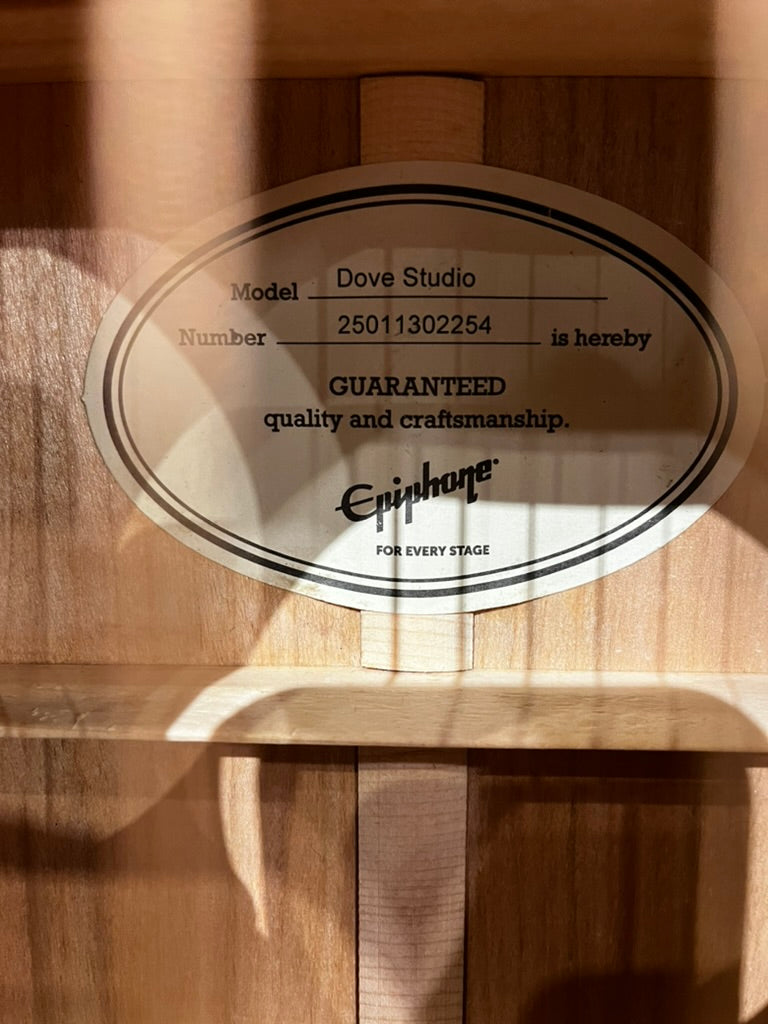 Model Dove Studio
Number 25011302254 is hereby
GUARANTEED
quality and craftsmanship.
Epiphone
FOR EVERY STAGE